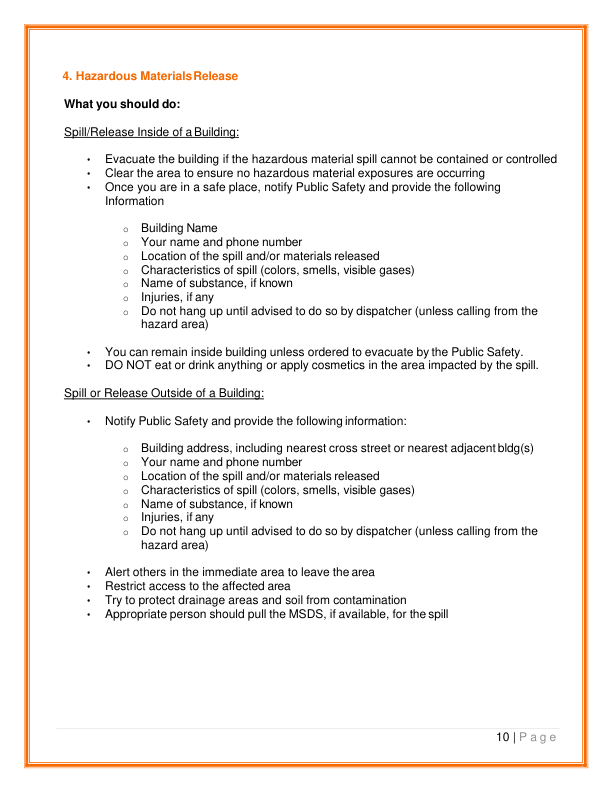 4. Hazardous Materials Release
What you should do:
Spill/Release Inside of a Building:
• Evacuate the building if the hazardous material spill cannot be contained or controlled
• Clear the area to ensure no hazardous material exposures are occurring
• Once you are in a safe place, notify Public Safety and provide the following
Information
o Building Name
o Your name and phone number
o Location of the spill and/or materials released
o Characteristics of spill (colors, smells, visible gases)
o Name of substance, if known
o Injuries, if any
o Do not hang up until advised to do so by dispatcher (unless calling from the
hazard area)
• You can remain inside building unless ordered to evacuate by the Public Safety.
• DO NOT eat or drink anything or apply cosmetics in the area impacted by the spill.
Spill or Release Outside of a Building:
• Notify Public Safety and provide the following information:
o Building address, including nearest cross street or nearest adjacent bldg(s)
o Your name and phone number
o Location of the spill and/or materials released
o Characteristics of spill (colors, smells, visible gases)
o Name of substance, if known
o Injuries, if any
o Do not hang up until advised to do so by dispatcher (unless calling from the
hazard area)
• Alert others in the immediate area to leave the area
• Restrict access to the affected area
• Try to protect drainage areas and soil from contamination
• Appropriate person should pull the MSDS, if available, for the spill
10 | Page